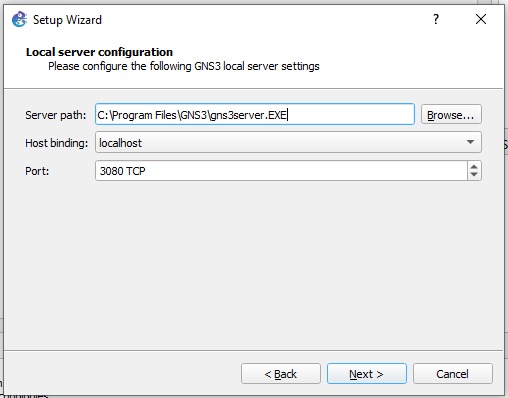 Setup Wizard
?
Local server configuration
Please configure the following GNS3 local server settings
Server path: C:\Program Files\GNS3\gns3server.EXE Browse...
Host binding: localhost
Port: 3080 TCP
< Back Next > Cancel